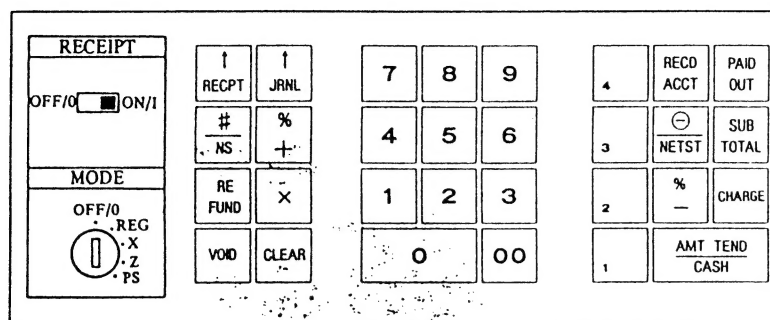 RECEIPT
OFF/0 ON/I
MODE
OFF/0
REG
X
Z
PS
↑ RECPT
↑ JRNL
# NS
% +
RE FUND
×
VOID
CLEAR
7 8 9
4 5 6
1 2 3
0 00
4
RECD ACCT
PAID OUT
3
⊖ NETST
SUB TOTAL
2
% −
CHARGE
1
AMT TEND CASH